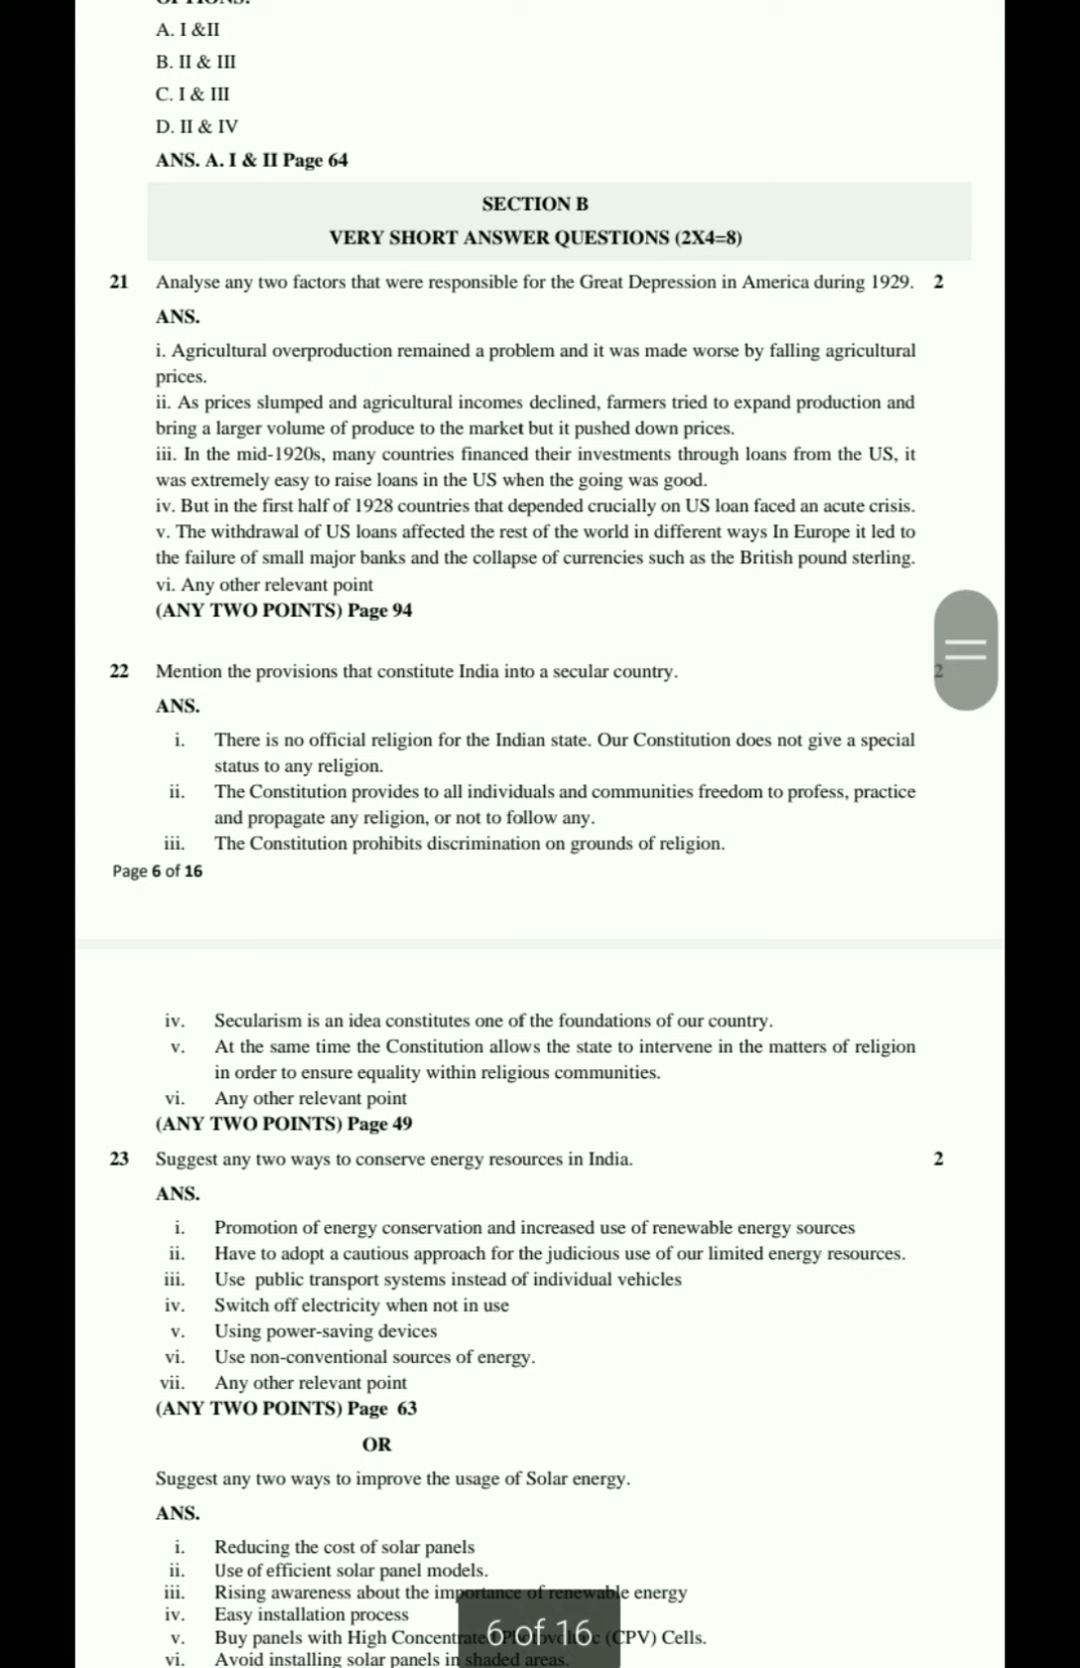 A. I &II
B. II & III
C. I & III
D. II & IV
ANS. A. I & II Page 64
SECTION B
VERY SHORT ANSWER QUESTIONS (2X4=8)
21 Analyse any two factors that were responsible for the Great Depression in America during 1929. 2
ANS.
i. Agricultural overproduction remained a problem and it was made worse by falling agricultural
prices.
ii. As prices slumped and agricultural incomes declined, farmers tried to expand production and
bring a larger volume of produce to the market but it pushed down prices.
iii. In the mid-1920s, many countries financed their investments through loans from the US, it
was extremely easy to raise loans in the US when the going was good.
iv. But in the first half of 1928 countries that depended crucially on US loan faced an acute crisis.
v. The withdrawal of US loans affected the rest of the world in different ways In Europe it led to
the failure of small major banks and the collapse of currencies such as the British pound sterling.
vi. Any other relevant point
(ANY TWO POINTS) Page 94
22 Mention the provisions that constitute India into a secular country. 2
ANS.
i. There is no official religion for the Indian state. Our Constitution does not give a special
status to any religion.
ii. The Constitution provides to all individuals and communities freedom to profess, practice
and propagate any religion, or not to follow any.
iii. The Constitution prohibits discrimination on grounds of religion.
Page 6 of 16
iv. Secularism is an idea constitutes one of the foundations of our country.
v. At the same time the Constitution allows the state to intervene in the matters of religion
in order to ensure equality within religious communities.
vi. Any other relevant point
(ANY TWO POINTS) Page 49
23 Suggest any two ways to conserve energy resources in India. 2
ANS.
i. Promotion of energy conservation and increased use of renewable energy sources
ii. Have to adopt a cautious approach for the judicious use of our limited energy resources.
iii. Use public transport systems instead of individual vehicles
iv. Switch off electricity when not in use
v. Using power-saving devices
vi. Use non-conventional sources of energy.
vii. Any other relevant point
(ANY TWO POINTS) Page 63
OR
Suggest any two ways to improve the usage of Solar energy.
ANS.
i. Reducing the cost of solar panels
ii. Use of efficient solar panel models.
iii. Rising awareness about the importance of renewable energy
iv. Easy installation process
v. Buy panels with High (CPV) Cells.
vi. Avoid installing solar panels in shaded areas.
6 of 16